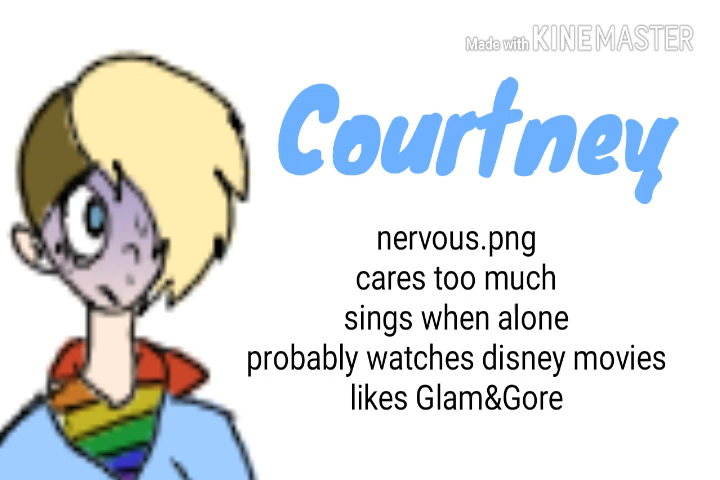 Made with KINEMASTER
Courtney
nervous.png
cares too much
sings when alone
probably watches disney movies
likes Glam&Gore